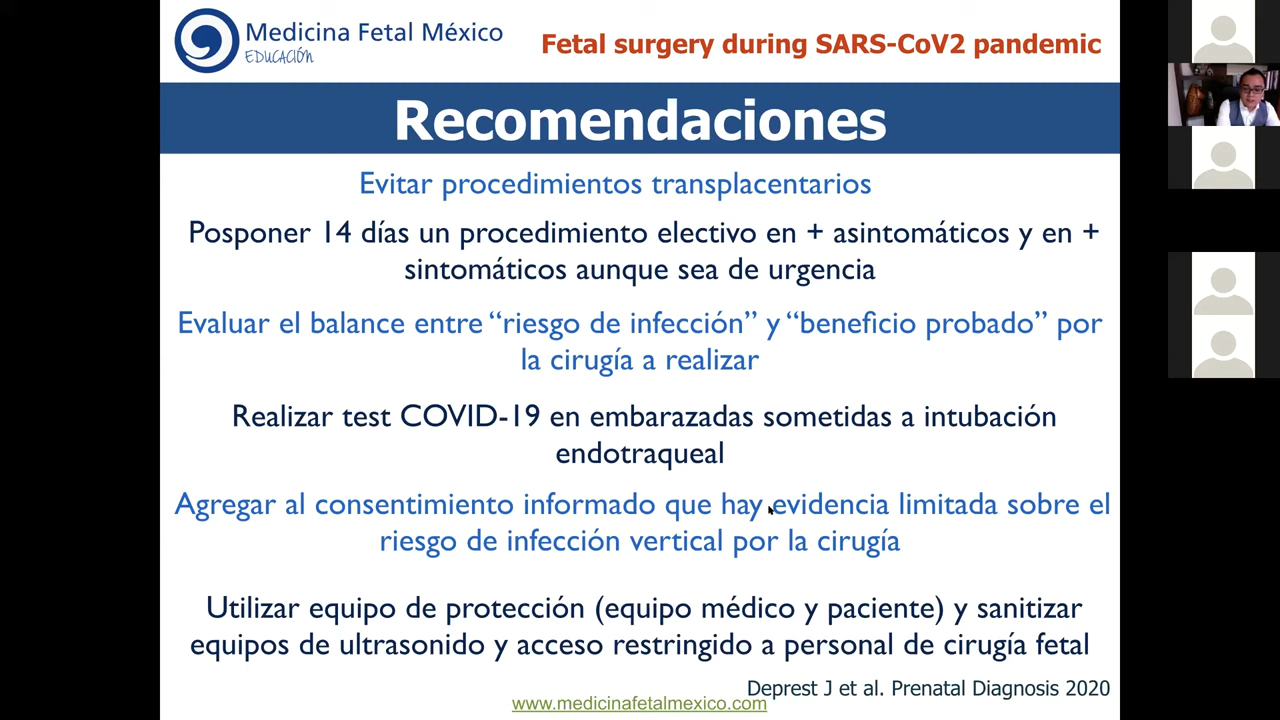 Medicina Fetal México
EDUCACIÓN
Fetal surgery during SARS-CoV2 pandemic
Recomendaciones
Evitar procedimientos transplacentarios
Posponer 14 días un procedimiento electivo en + asintomáticos y en +
sintomáticos aunque sea de urgencia
Evaluar el balance entre “riesgo de infección” y “beneficio probado” por
la cirugía a realizar
Realizar test COVID-19 en embarazadas sometidas a intubación
endotraqueal
Agregar al consentimiento informado que hay evidencia limitada sobre el
riesgo de infección vertical por la cirugía
Utilizar equipo de protección (equipo médico y paciente) y sanitizar
equipos de ultrasonido y acceso restringido a personal de cirugía fetal
Deprest J et al. Prenatal Diagnosis 2020
www.medicinafetalmexico.com